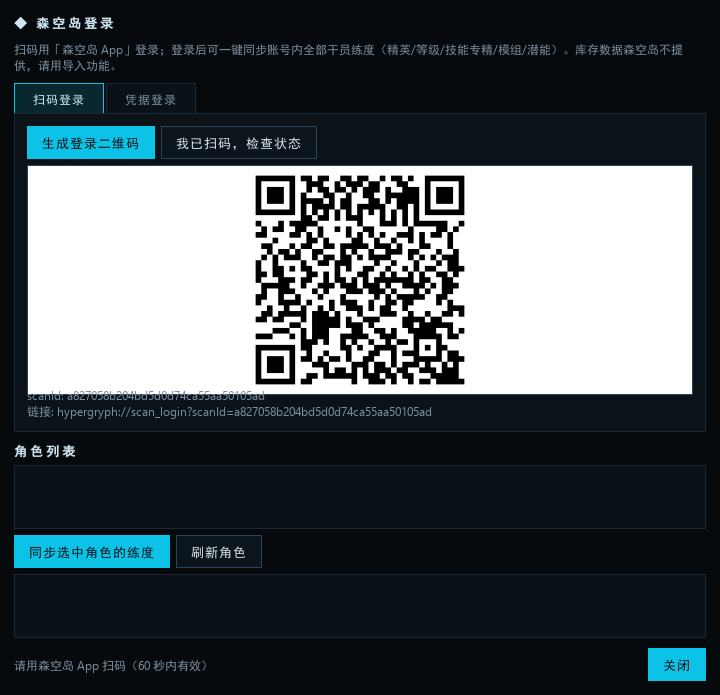 ◆ 森空岛登录
扫码用「森空岛 App」登录；登录后可一键同步账号内全部干员练度（精英/等级/技能专精/模组/潜能）。库存数据森空岛不提
供，请用导入功能。
扫码登录 凭据登录
生成登录二维码 我已扫码，检查状态
scanId: a827058b204bd5d0d74ca55aa50105ad
链接: hypergryph://scan_login?scanId=a827058b204bd5d0d74ca55aa50105ad
角色列表
同步选中角色的练度 刷新角色
请用森空岛 App 扫码（60 秒内有效）
关闭